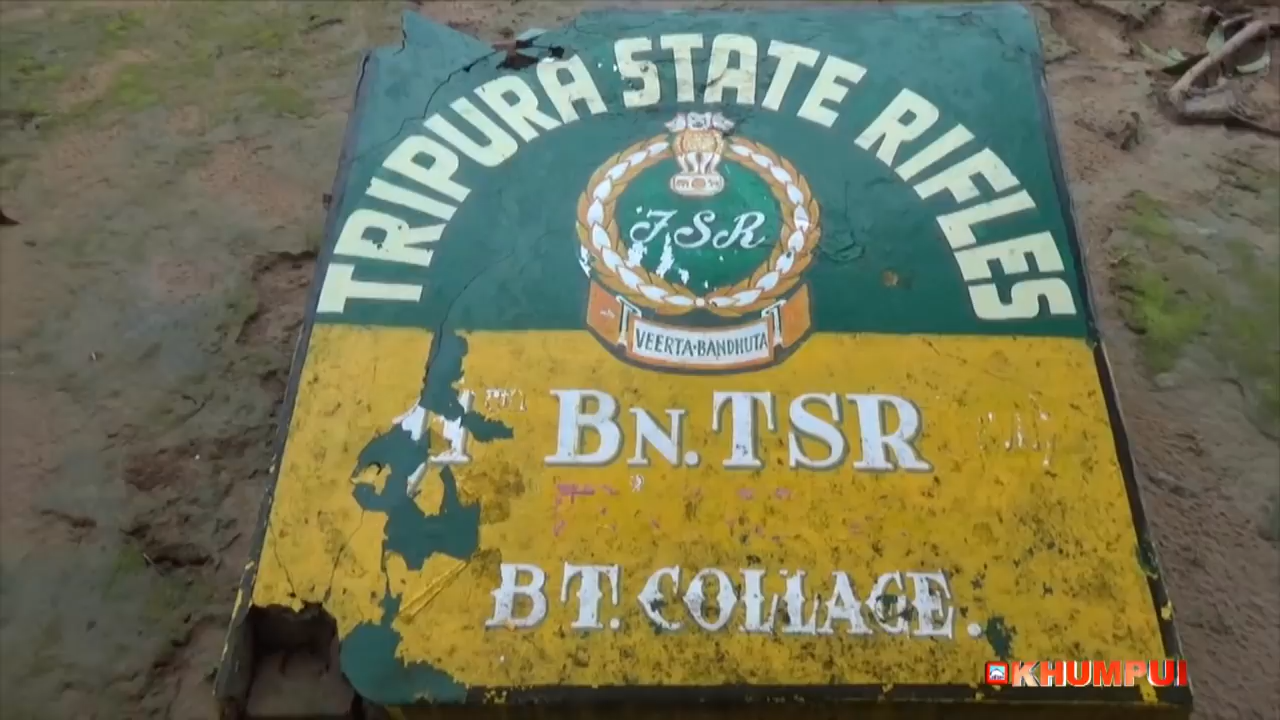 TRIPURA STATE RIFLES
TSR
VEERTA-BANDHUTA
BN. TSR
BT. COLLAGE.
KHUMPUI